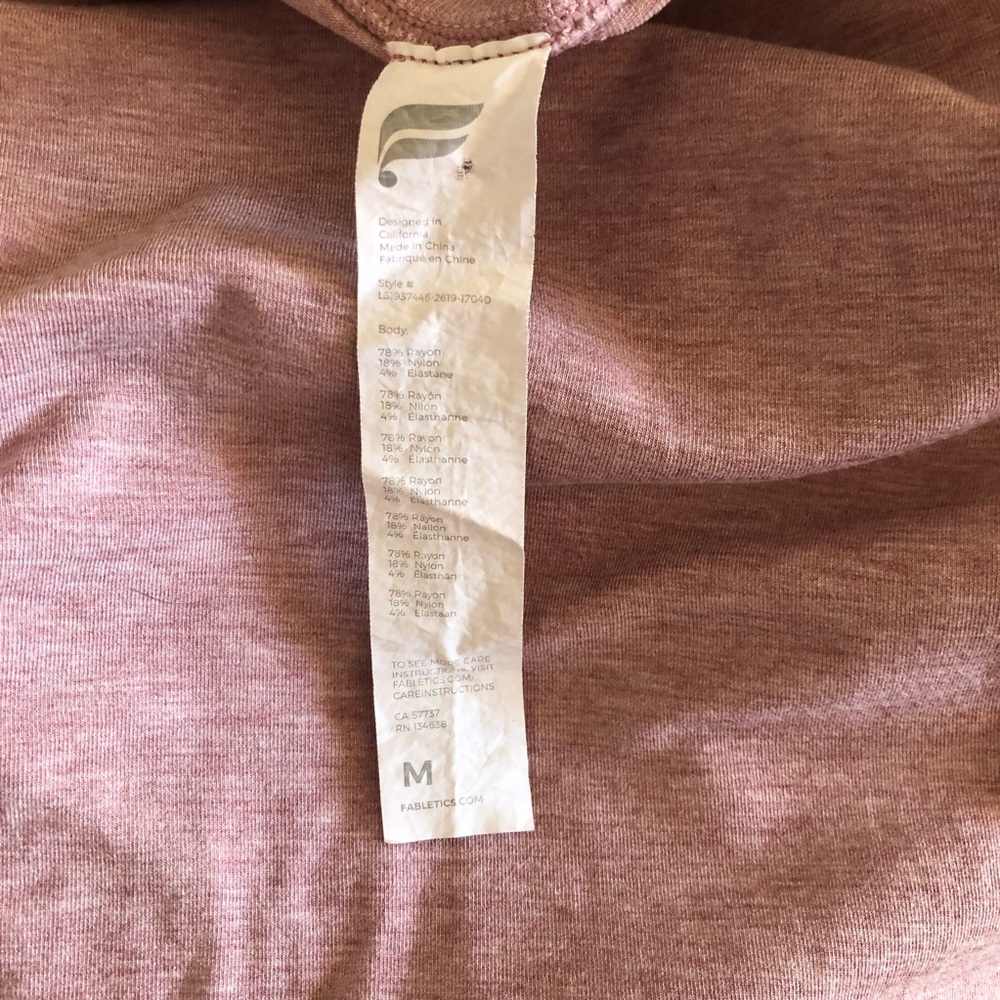 Designed in
California
Made in China
Fabriqué en Chine
Style #
LS1937446-2619-17040
Body:
78% Rayon
18% Nylon
4% Elastane
78% Rayón
18% Nilón
4% Elasthanne
78% Rayon
18% Nylon
4% Elasthanne
78% Rayon
18% Nylon
4% Elasthanne
78% Rayon
18% Nailon
4% Elasthanne
78% Rayon
18% Nylon
4% Elasthan
78% Rayon
18% Nylon
4% Elastaan
TO SEE MORE CARE
INSTRUCTIONS, VISIT
FABLETICS.COM/
CAREINSTRUCTIONS
CA 57737
RN 134638
M
FABLETICS.COM